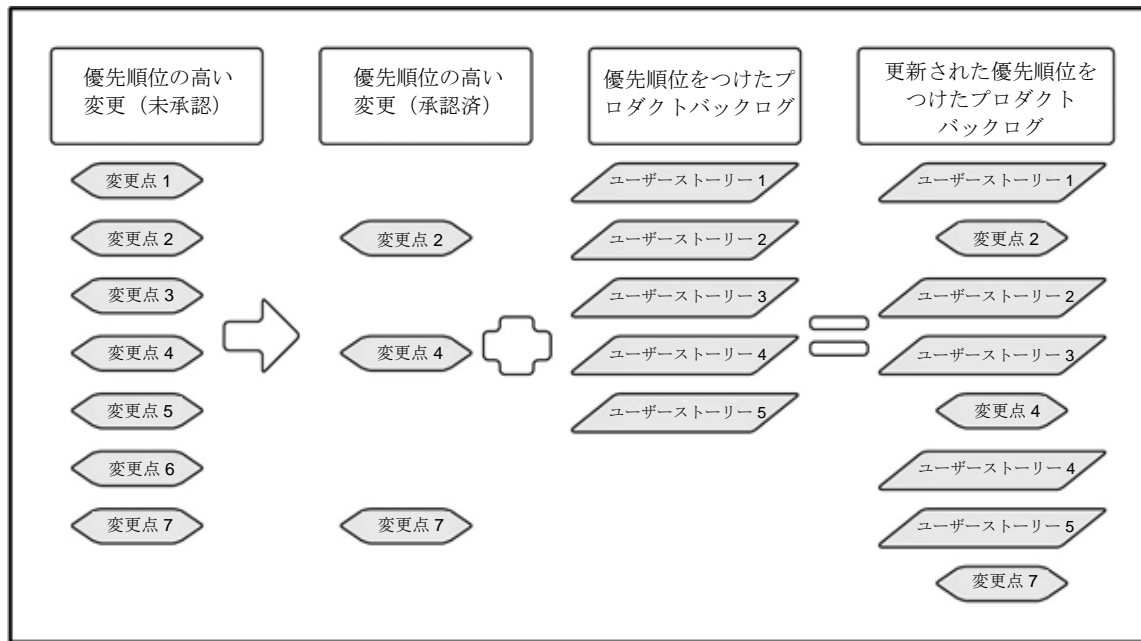 優先順位の高い
変更（未承認）
変更点 1
変更点 2
変更点 3
変更点 4
変更点 5
変更点 6
変更点 7
優先順位の高い
変更（承認済）
変更点 2
変更点 4
変更点 7
優先順位をつけたプ
ロダクトバックログ
ユーザーストーリー 1
ユーザーストーリー 2
ユーザーストーリー 3
ユーザーストーリー 4
ユーザーストーリー 5
更新された優先順位を
つけたプロダクト
バックログ
ユーザーストーリー 1
変更点 2
ユーザーストーリー 2
ユーザーストーリー 3
変更点 4
ユーザーストーリー 4
ユーザーストーリー 5
変更点 7